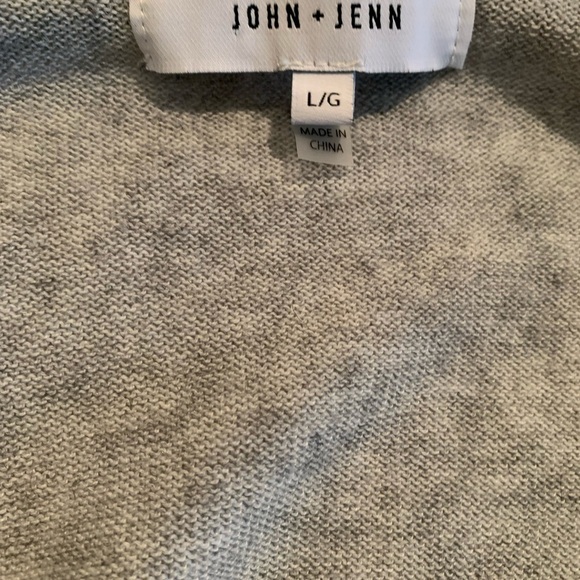 JOHN + JENN
L/G
MADE IN
CHINA